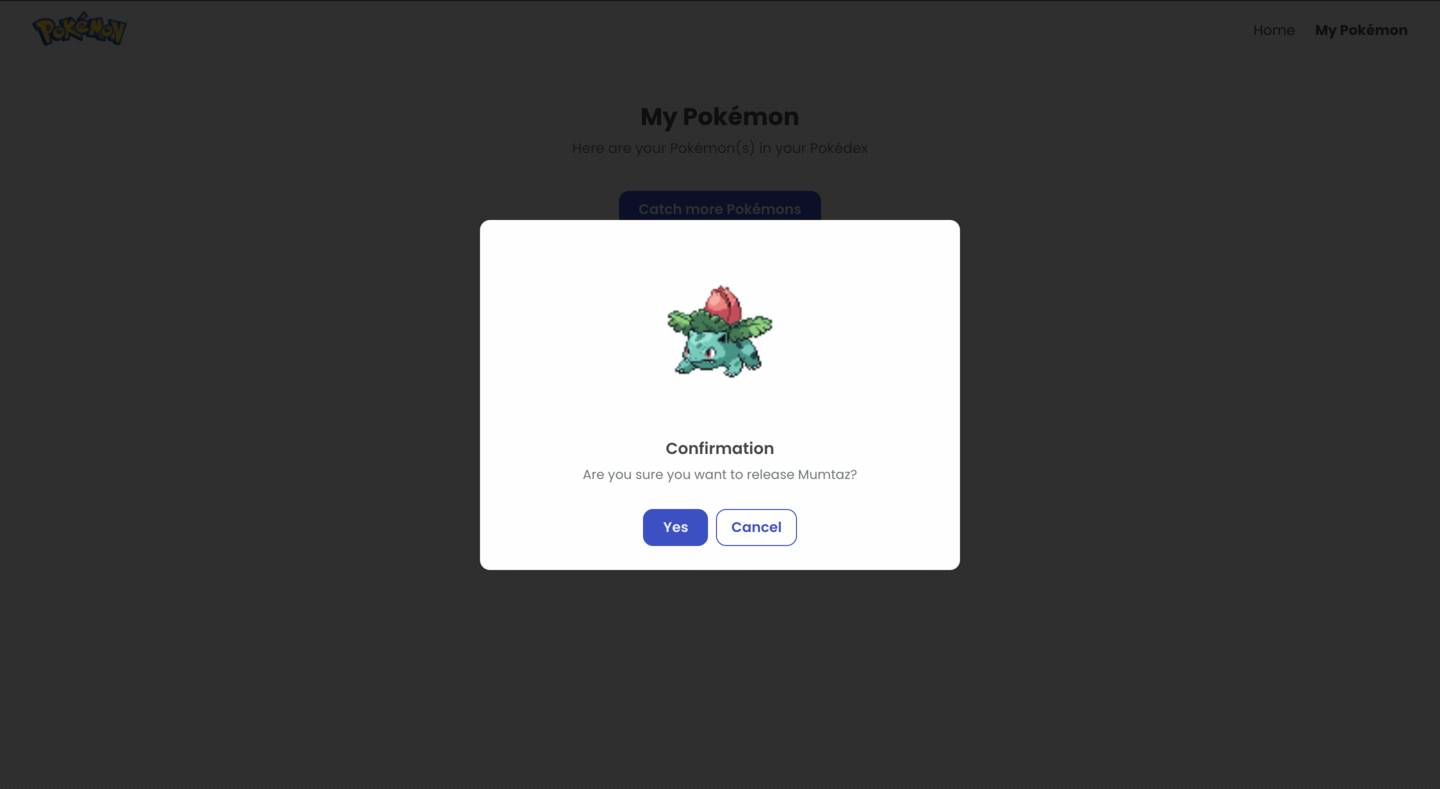 Pokémon
Home
My Pokémon
My Pokémon
Here are your Pokémon(s) in your Pokédex
Catch more Pokémons
Confirmation
Are you sure you want to release Mumtaz?
Yes
Cancel